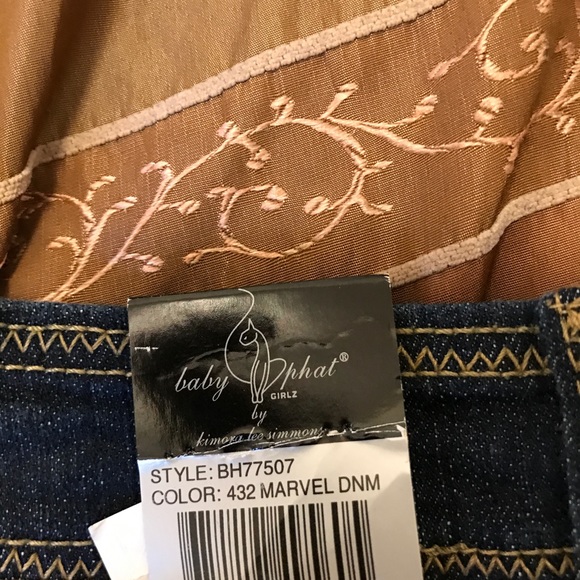 baby phat®
GIRLZ
by
kimora lee simmons
STYLE: BH77507
COLOR: 432 MARVEL DNM